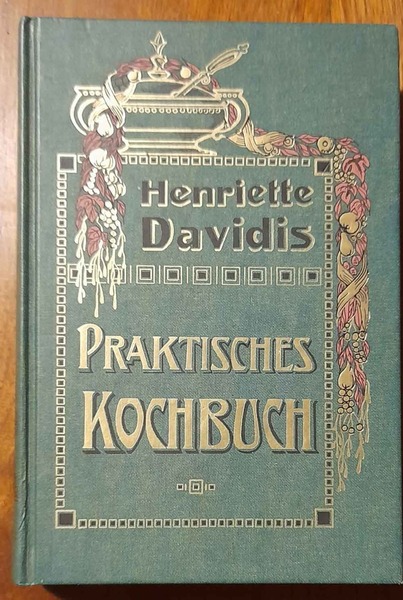 Henriette
Davidis
PRAKTISCHES
KOCHBUCH